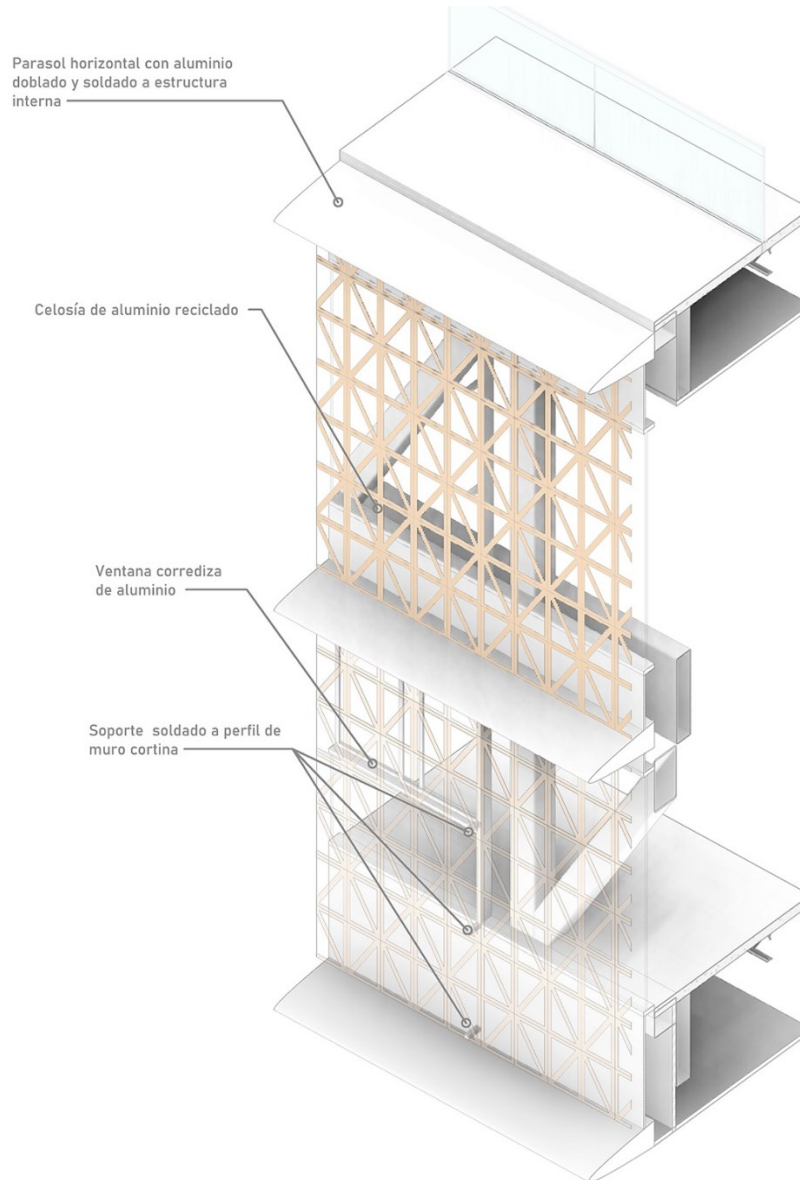 Parasol horizontal con aluminio
doblado y soldado a estructura
interna
Celosía de aluminio reciclado
Ventana corrediza
de aluminio
Soporte  soldado a perfil de
muro cortina